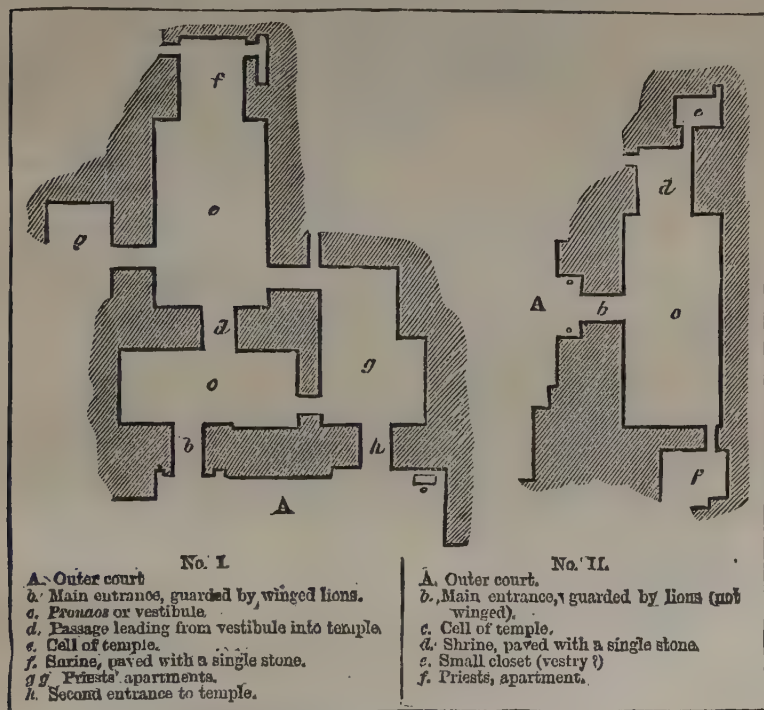 f
e
g
d
c
g
b
h
A
e
d
A
b
c
f
No. I.
A. Outer court
b. Main entrance, guarded by winged lions.
c. Pronaos or vestibule
d. Passage leading from vestibule into temple
e. Cell of temple.
f. Shrine, paved with a single stone.
g g Priests' apartments.
h. Second entrance to temple.
No. II.
A. Outer court.
b. Main entrance, guarded by lions (not
winged).
c. Cell of temple.
d. Shrine, paved with a single stone
e. Small closet (vestry ?)
f. Priests, apartment.